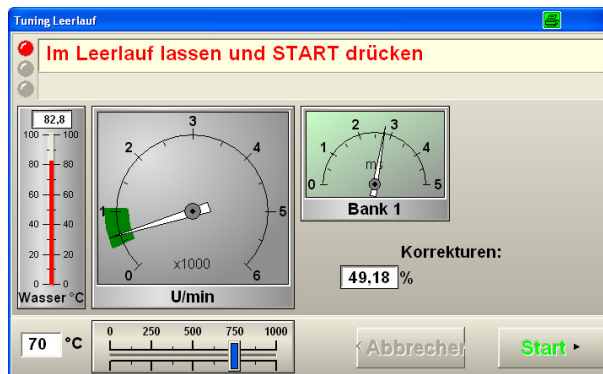 Tuning Leerlauf
Im Leerlauf lassen und START drücken
82,8
100 100
80 80
60 60
40 40
20 20
0 0
Wasser °C
0 1 2 3 4 5 6
x1000
U/min
0 1 2 3 4 5
ms
Bank 1
Korrekturen:
49,18 %
70 °C
0 250 500 750 1000
Abbrecher
Start